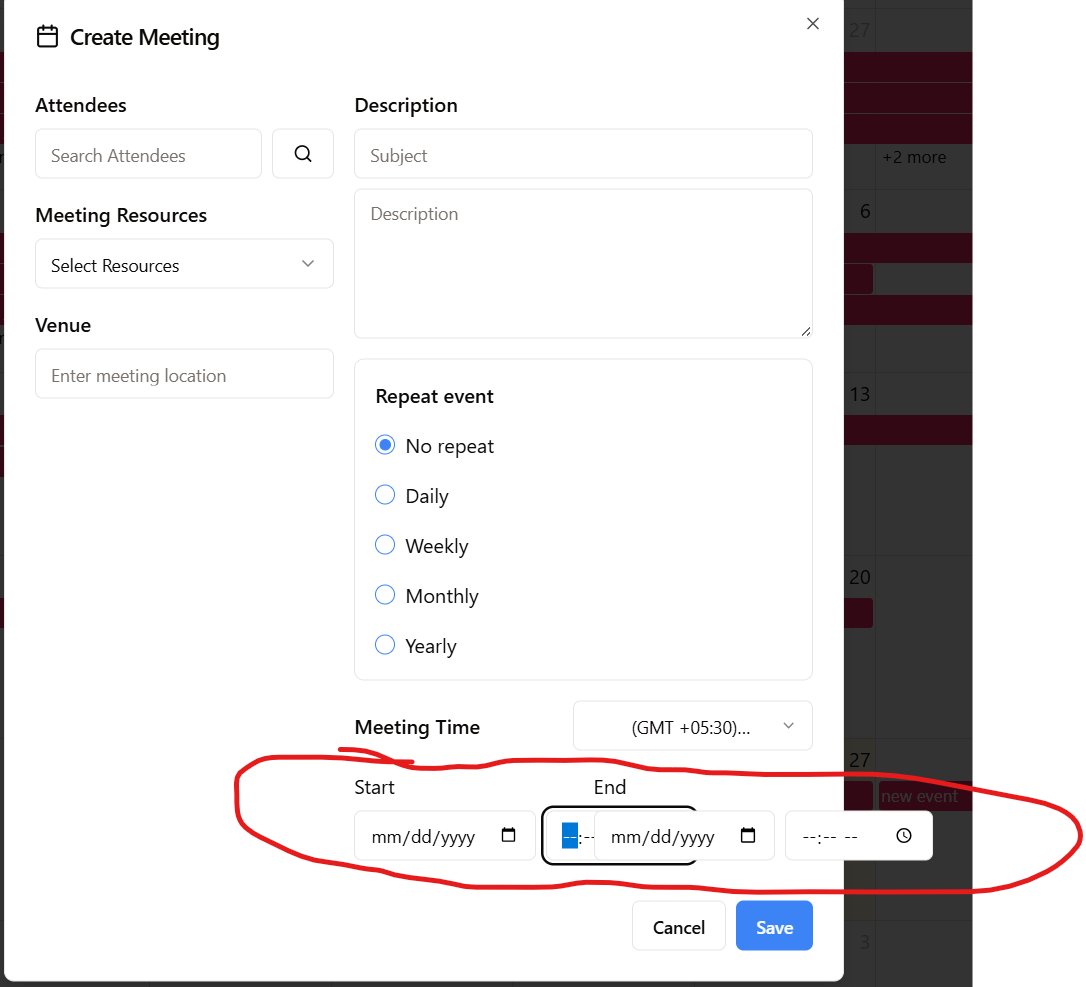 Create Meeting
27
Attendees
Description
Search Attendees
Subject
+2 more
Meeting Resources
Description
6
Select Resources
Venue
Enter meeting location
Repeat event
13
No repeat
Daily
Weekly
20
Monthly
Yearly
Meeting Time
(GMT +05:30)...
27
Start
End
new event
mm/dd/yyyy
--:--
mm/dd/yyyy
--:-- --
Cancel
Save
3